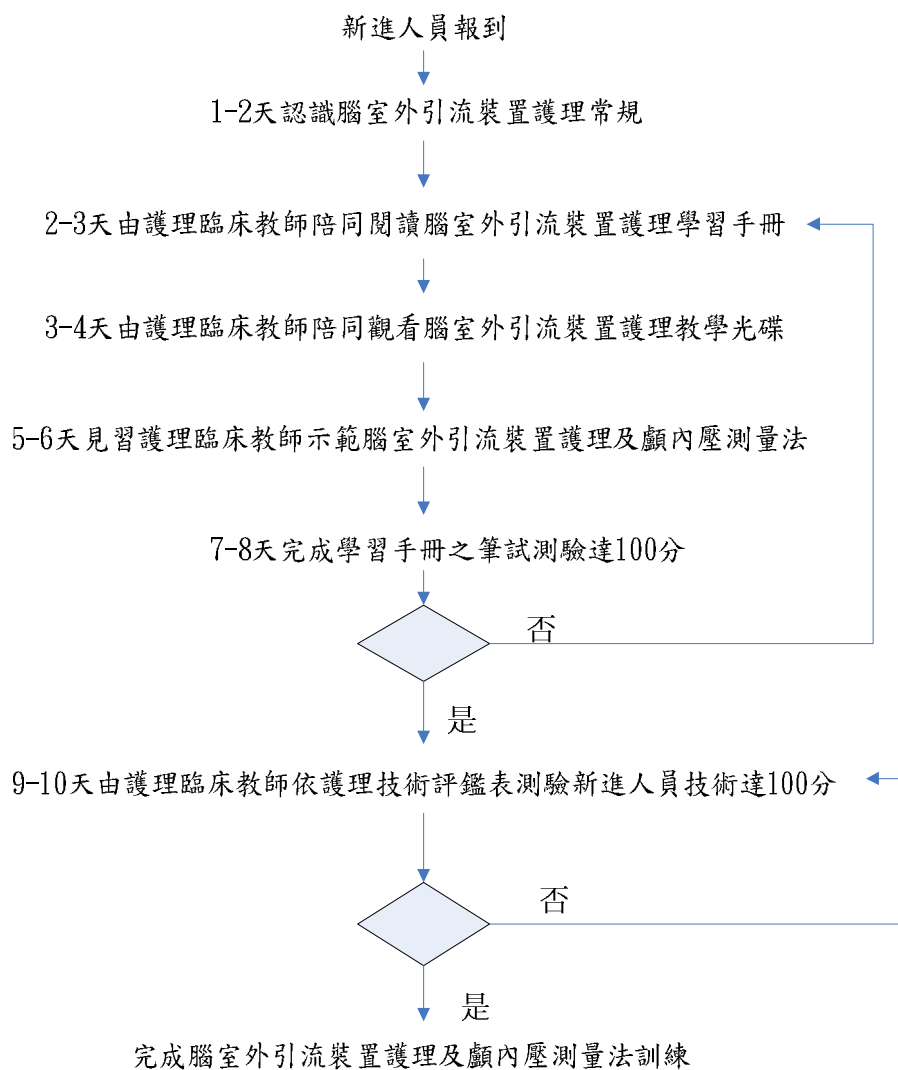 新進人員報到
1-2天認識腦室外引流裝置護理常規
2-3天由護理臨床教師陪同閱讀腦室外引流裝置護理學習手冊
3-4天由護理臨床教師陪同觀看腦室外引流裝置護理教學光碟
5-6天見習護理臨床教師示範腦室外引流裝置護理及顱內壓測量法
7-8天完成學習手冊之筆試測驗達100分
否
是
9-10天由護理臨床教師依護理技術評鑑表測驗新進人員技術達100分
否
是
完成腦室外引流裝置護理及顱內壓測量法訓練